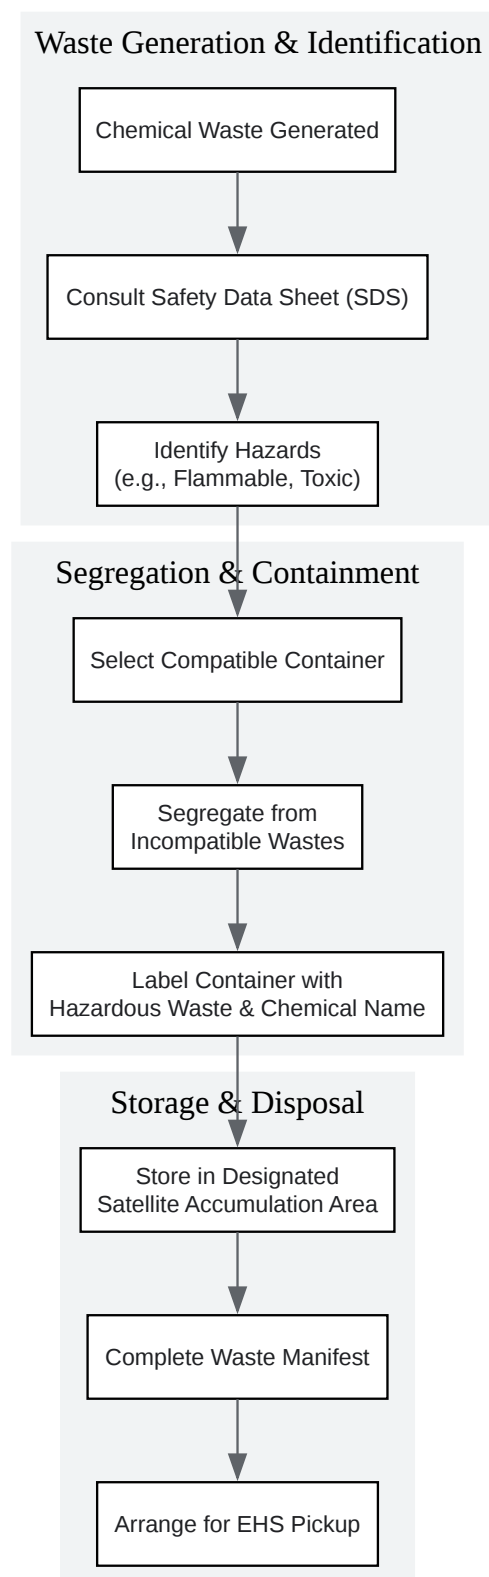 Waste Generation & Identification
Chemical Waste Generated
Consult Safety Data Sheet (SDS)
Identify Hazards
(e.g., Flammable, Toxic)
Segregation & Containment
Select Compatible Container
Segregate from
Incompatible Wastes
Label Container with
Hazardous Waste & Chemical Name
Storage & Disposal
Store in Designated
Satellite Accumulation Area
Complete Waste Manifest
Arrange for EHS Pickup